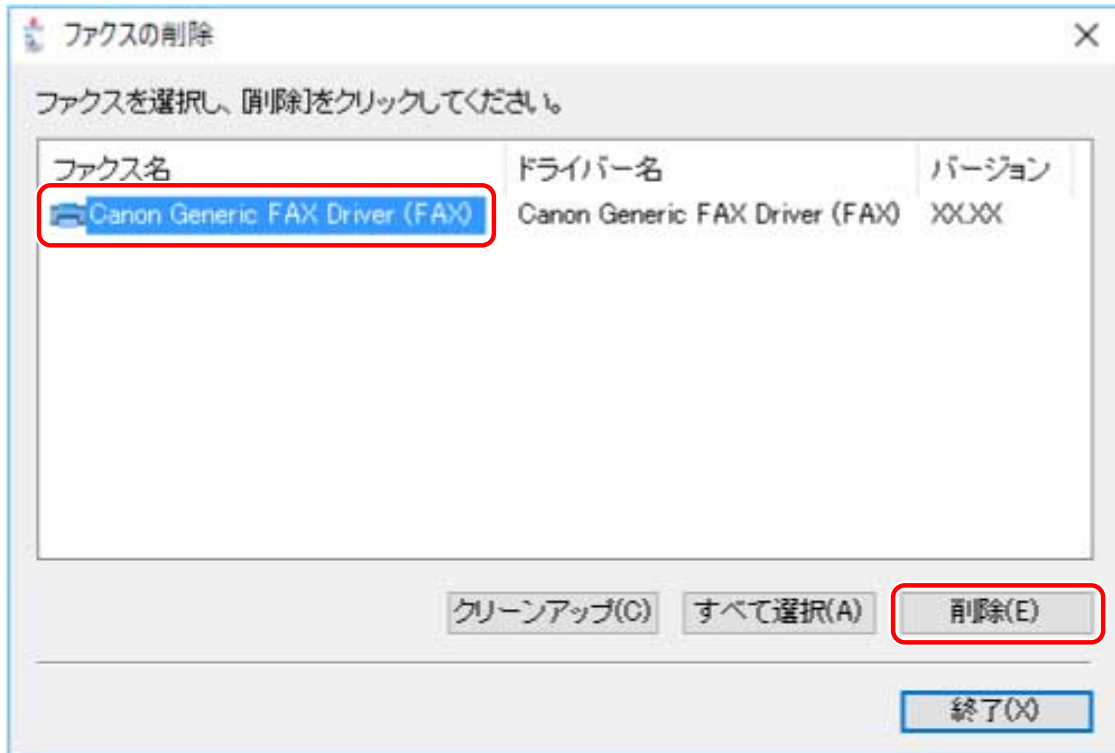 ファクスの削除
ファクスを選択し、[削除]をクリックしてください。
ファクス名 ドライバー名 バージョン
Canon Generic FAX Driver (FAX) Canon Generic FAX Driver (FAX) XX.XX
クリーンアップ(C) すべて選択(A) 削除(E)
終了(X)